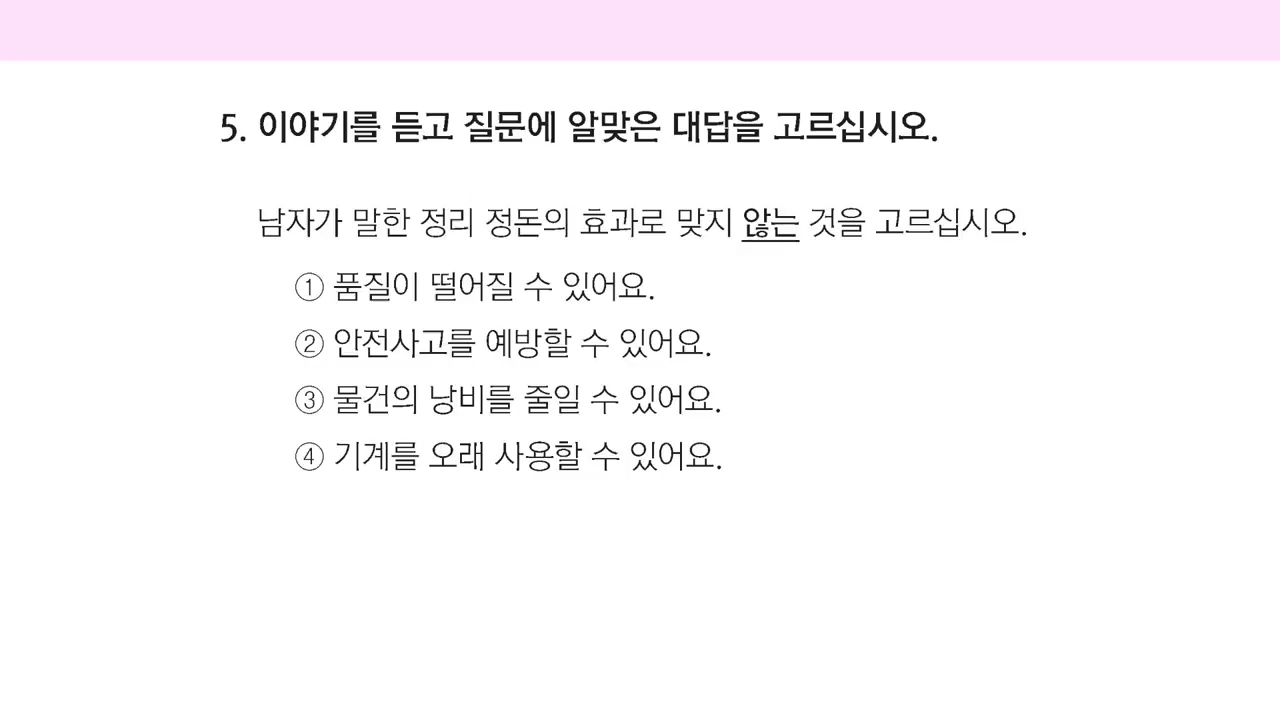 5. 이야기를 듣고 질문에 알맞은 대답을 고르십시오.
남자가 말한 정리 정돈의 효과로 맞지 않는 것을 고르십시오.
① 품질이 떨어질 수 있어요.
② 안전사고를 예방할 수 있어요.
③ 물건의 낭비를 줄일 수 있어요.
④ 기계를 오래 사용할 수 있어요.